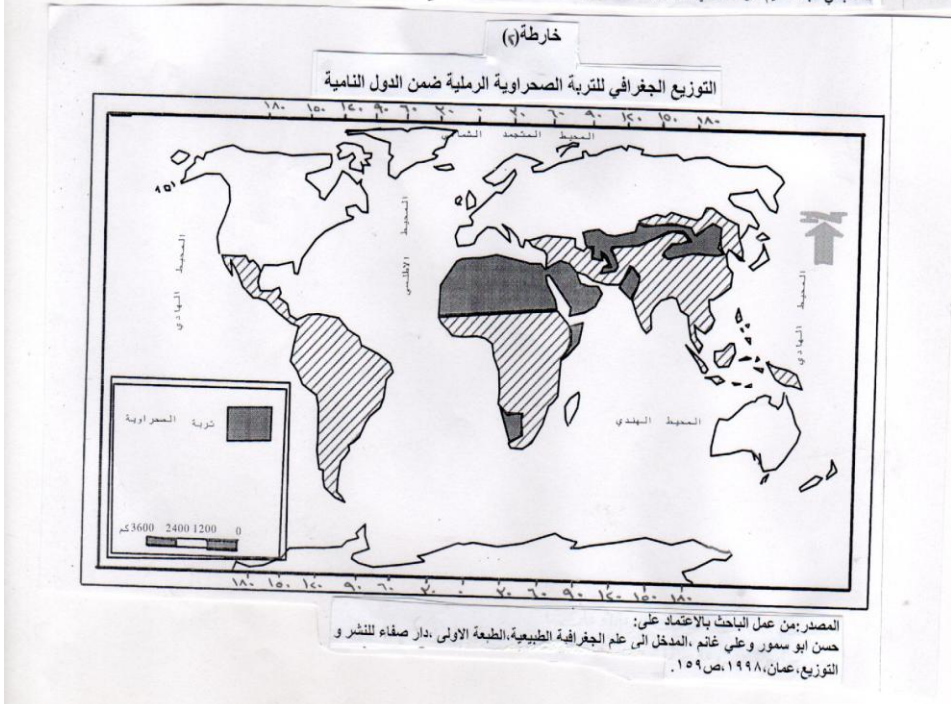 خارطة(٢)
التوزيع الجغرافي للتربة الصحراوية الرملية ضمن الدول النامية
١٨٠ ١٥٠ ١٢٠ ٩٠ ٦٠ ٣٠ ٠ ٣٠ ٦٠ ٩٠ ١٢٠ ١٥٠ ١٨٠
المحيط المتجمد الشمالي
المحيط الهادي
المحيط الاطلسي
المحيط الهادي
المحيط الهندي
تربة الصحراوية
3600 2400 1200 0 كم
١٨٠ ١٥٠ ١٢٠ ٩٠ ٦٠ ٣٠ ٠ ٣٠ ٦٠ ٩٠ ١٢٠ ١٥٠ ١٨٠
المصدر:من عمل الباحث بالاعتماد على:
حسن ابو سمور وعلي غانم ،المدخل الى علم الجغرافية الطبيعية،الطبعة الاولى ،دار صفاء للنشر و
التوزيع،عمان،١٩٩٨،ص١٥٩.